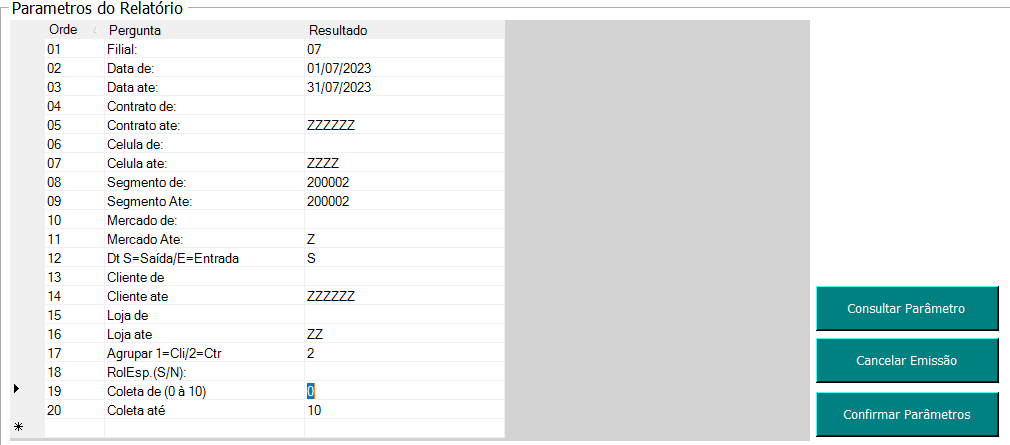 Parametros do Relatório
Orde Pergunta Resultado
01 Filial: 07
02 Data de: 01/07/2023
03 Data ate: 31/07/2023
04 Contrato de:
05 Contrato ate: ZZZZZZ
06 Celula de:
07 Celula ate: ZZZZ
08 Segmento de: 200002
09 Segmento Ate: 200002
10 Mercado de:
11 Mercado Ate: Z
12 Dt S=Saída/E=Entrada S
13 Cliente de
14 Cliente ate ZZZZZZ
15 Loja de
16 Loja ate ZZ
17 Agrupar 1=Cli/2=Ctr 2
18 RolEsp.(S/N):
19 Coleta de (0 à 10) 0
20 Coleta até 10
Consultar Parâmetro
Cancelar Emissão
Confirmar Parâmetros